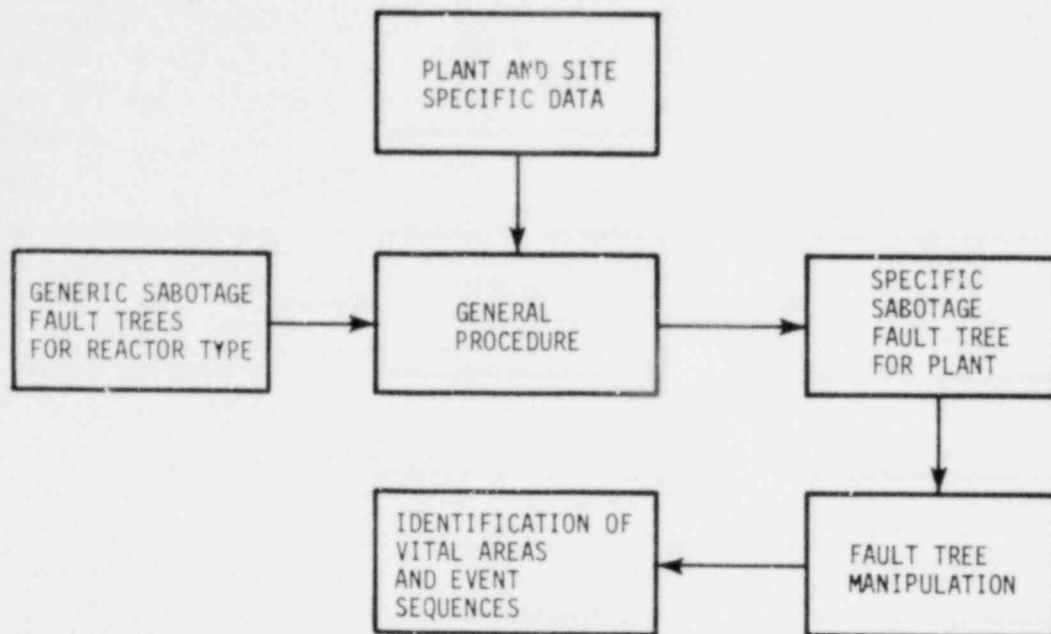 PLANT AND SITE
SPECIFIC DATA
GENERIC SABOTAGE
FAULT TREES
FOR REACTOR TYPE
GENERAL
PROCEDURE
SPECIFIC
SABOTAGE
FAULT TREE
FOR PLANT
IDENTIFICATION OF
VITAL AREAS
AND EVENT
SEQUENCES
FAULT TREE
MANIPULATION